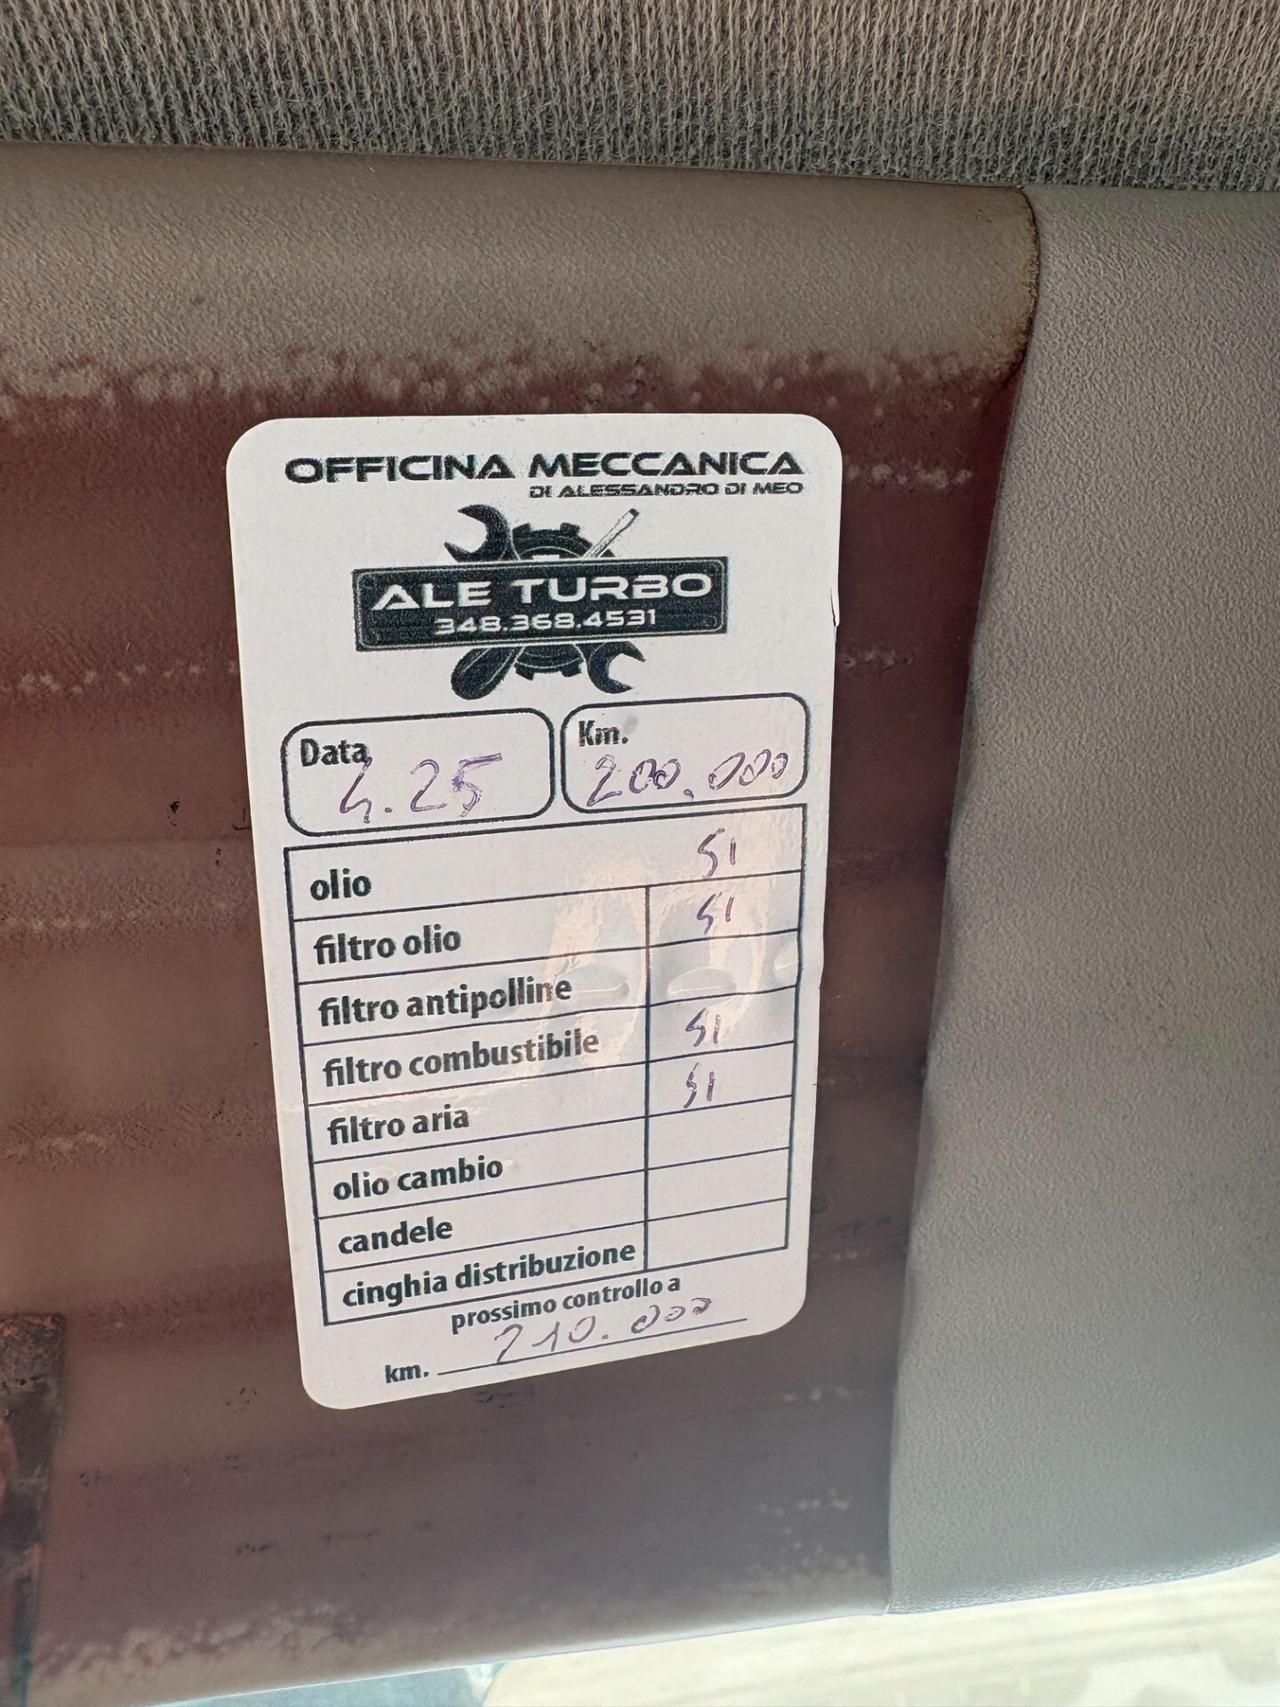 OFFICINA MECCANICA
DI ALESSANDRO DI MEO
ALE TURBO
348.368.4531
Data 4.25
Km. 200.000
olio SI
filtro olio SI
filtro antipolline
filtro combustibile SI
filtro aria SI
olio cambio
candele
cinghia distribuzione
prossimo controllo a
km. 210.000